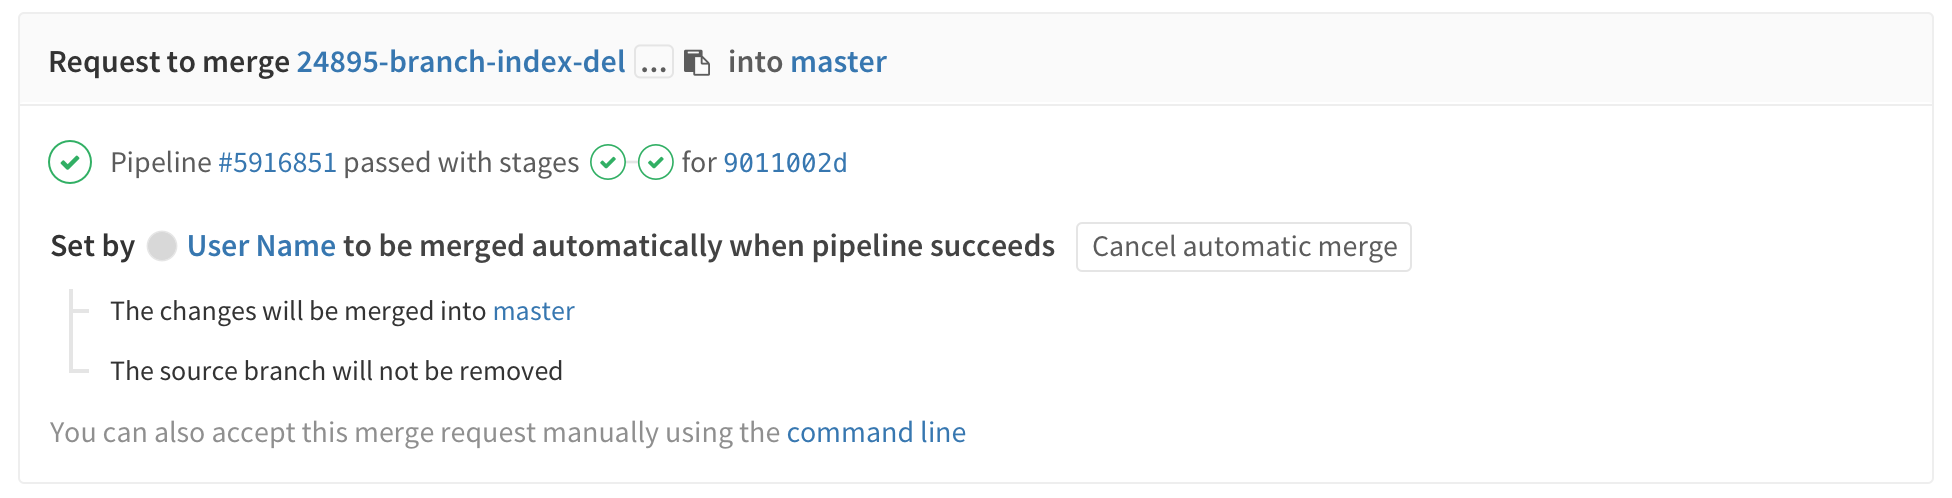 Request to merge 24895-branch-index-del ... into master
Pipeline #5916851 passed with stages for 9011002d
Set by User Name to be merged automatically when pipeline succeeds Cancel automatic merge
The changes will be merged into master
The source branch will not be removed
You can also accept this merge request manually using the command line